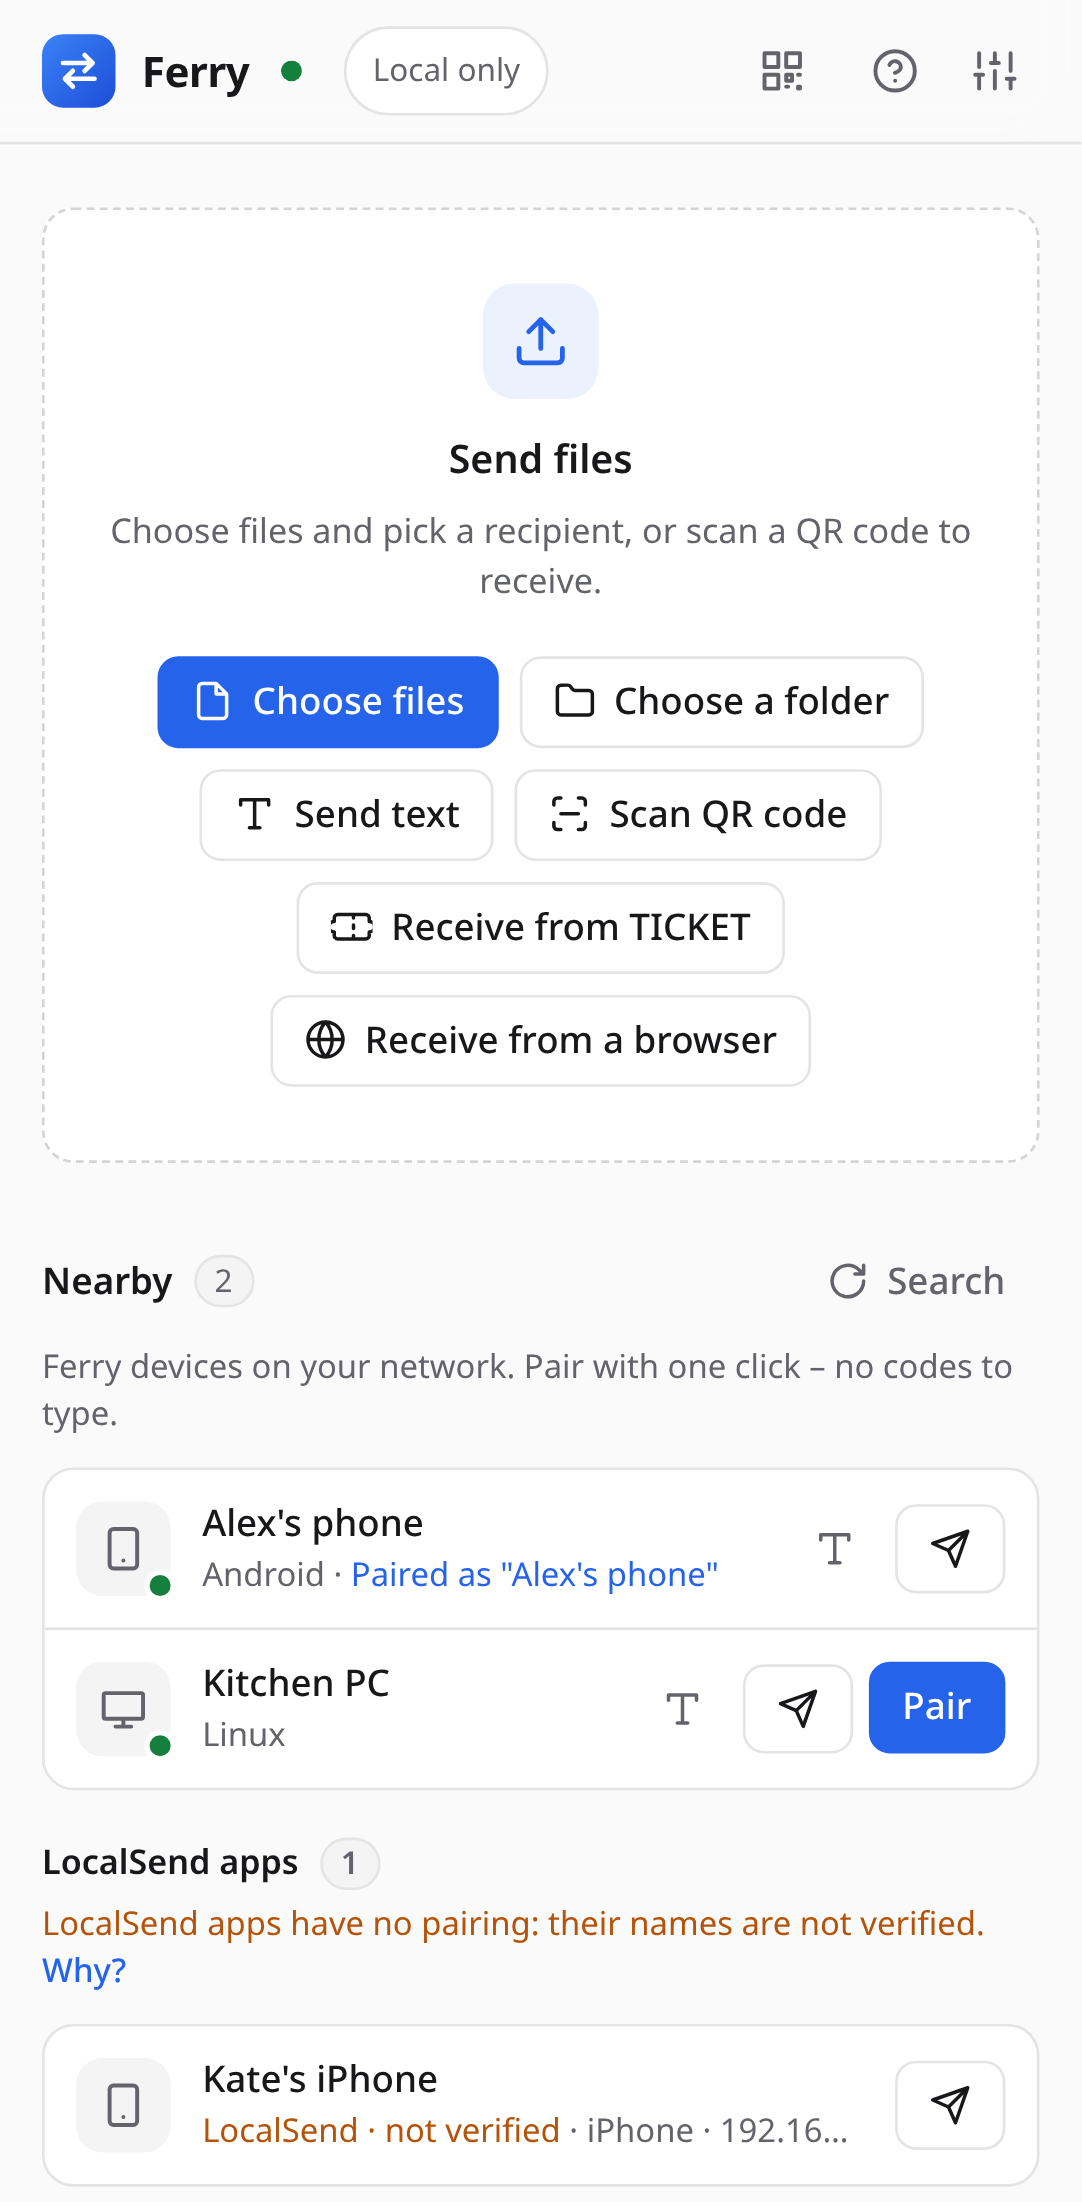 Ferry
Local only
Send files
Choose files and pick a recipient, or scan a QR code to
receive.
Choose files
Choose a folder
Send text
Scan QR code
Receive from TICKET
Receive from a browser
Nearby 2
Search
Ferry devices on your network. Pair with one click – no codes to
type.
Alex's phone
Android · Paired as "Alex's phone"
Kitchen PC
Linux
Pair
LocalSend apps 1
LocalSend apps have no pairing: their names are not verified.
Why?
Kate's iPhone
LocalSend · not verified · iPhone · 192.16…